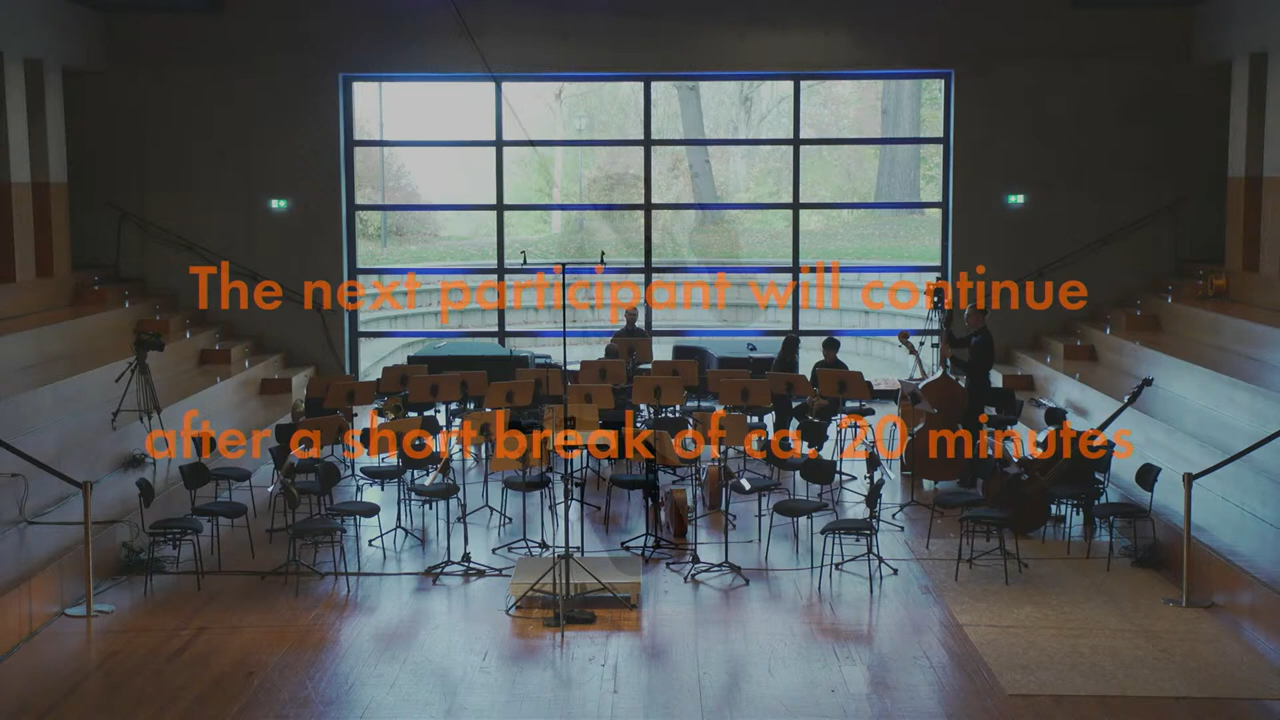 The next participant will continue
after a short break of ca. 20 minutes